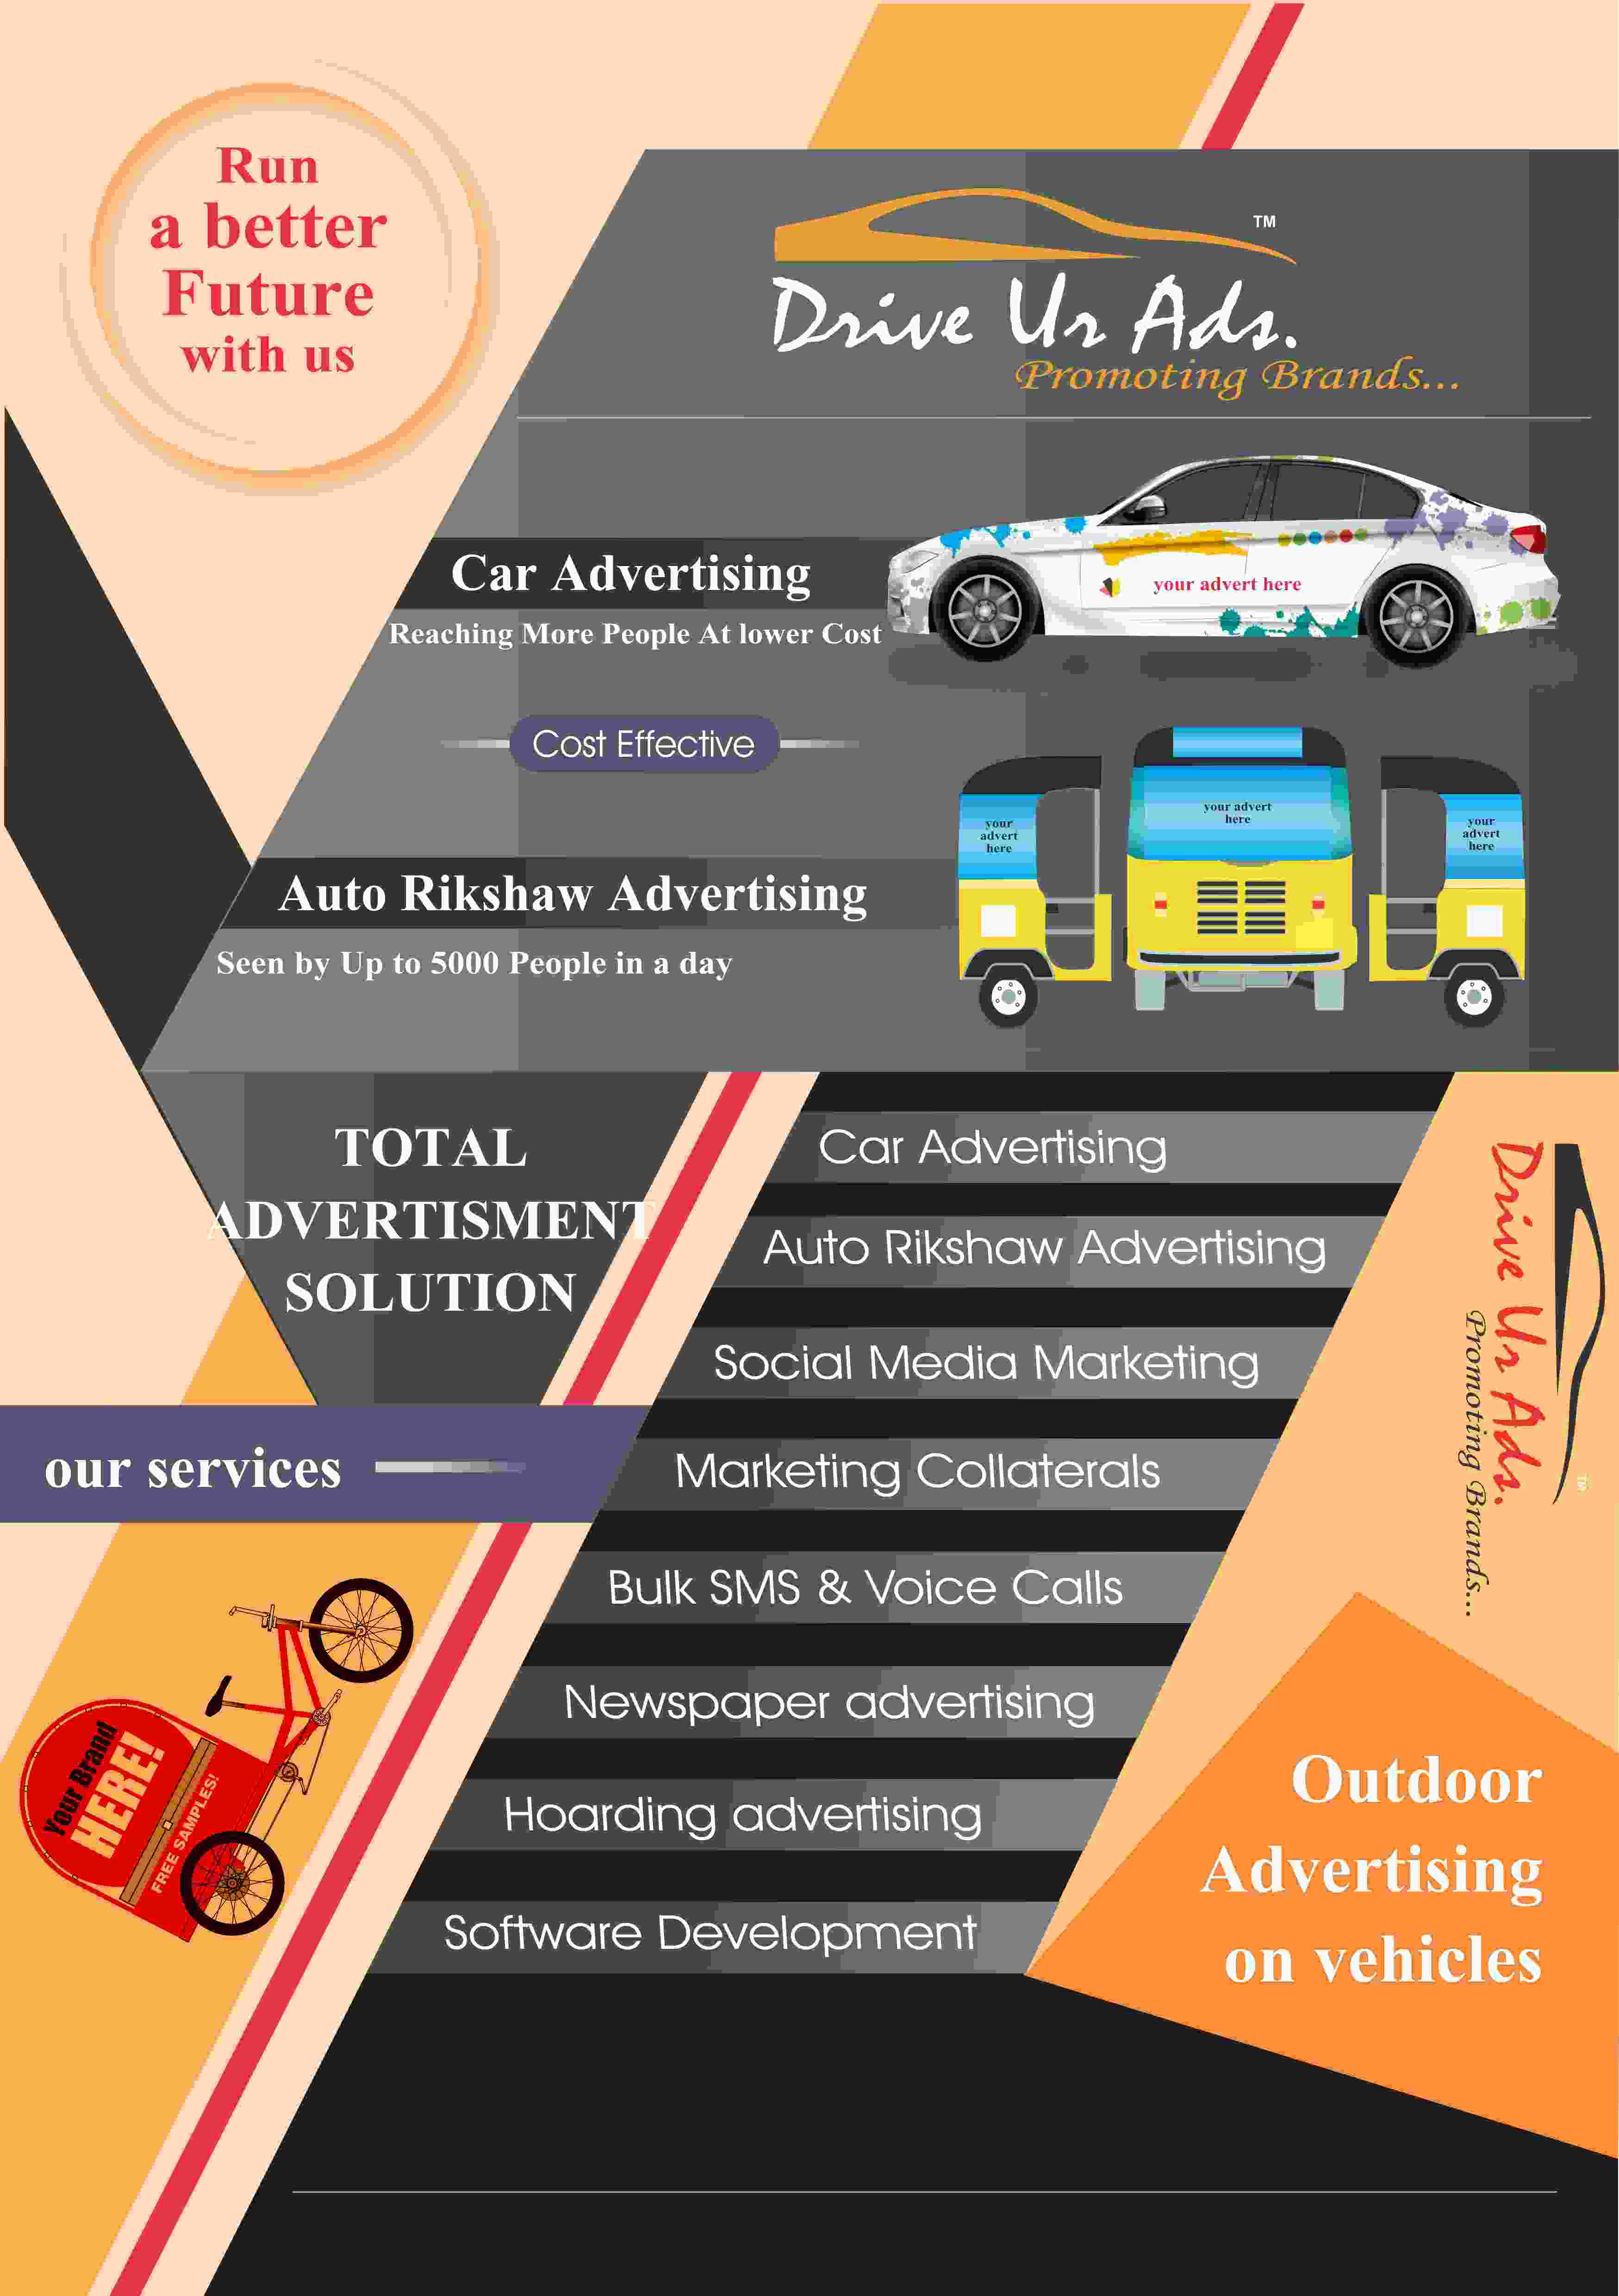 Run
a better
Future
with us
TM
Drive Ur Ads.
Promoting Brands...
Car Advertising
Reaching More People At lower Cost
your advert here
Cost Effective
Auto Rikshaw Advertising
Seen by Up to 5000 People in a day
your
advert
here
your advert
here
your
advert
here
TOTAL
ADVERTISMENT
SOLUTION
our services
Car Advertising
Auto Rikshaw Advertising
Social Media Marketing
Marketing Collaterals
Bulk SMS & Voice Calls
Newspaper advertising
Hoarding advertising
Software Development
Drive Ur Ads.
Promoting Brands...
TM
Your Brand
HERE!
FREE SAMPLES!
Outdoor
Advertising
on vehicles